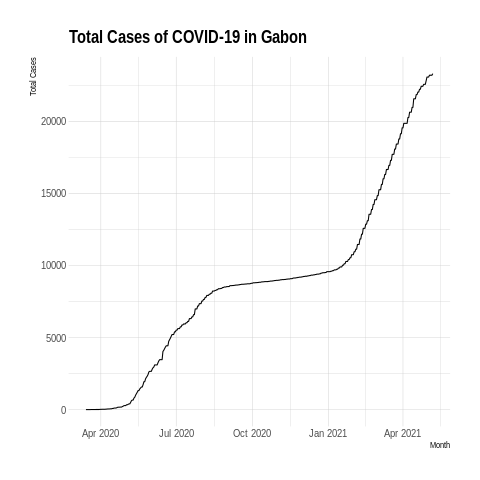 Total Cases of COVID-19 in Gabon
Total Cases
20000
15000
10000
5000
0
Apr 2020 Jul 2020 Oct 2020 Jan 2021 Apr 2021
Month